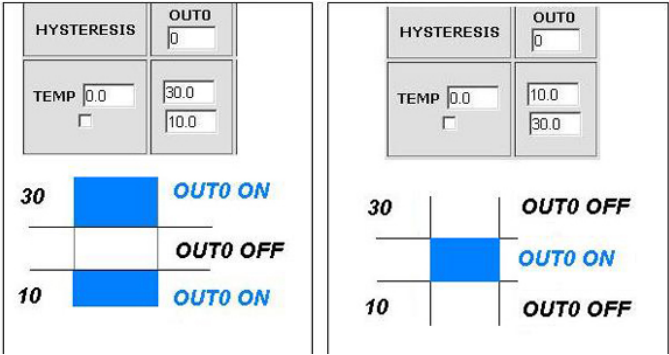 HYSTERESIS OUT0
0
TEMP 0.0 30.0
10.0
30 OUT0 ON
OUT0 OFF
10 OUT0 ON
HYSTERESIS OUT0
0
TEMP 0.0 10.0
30.0
30 OUT0 OFF
OUT0 ON
10 OUT0 OFF